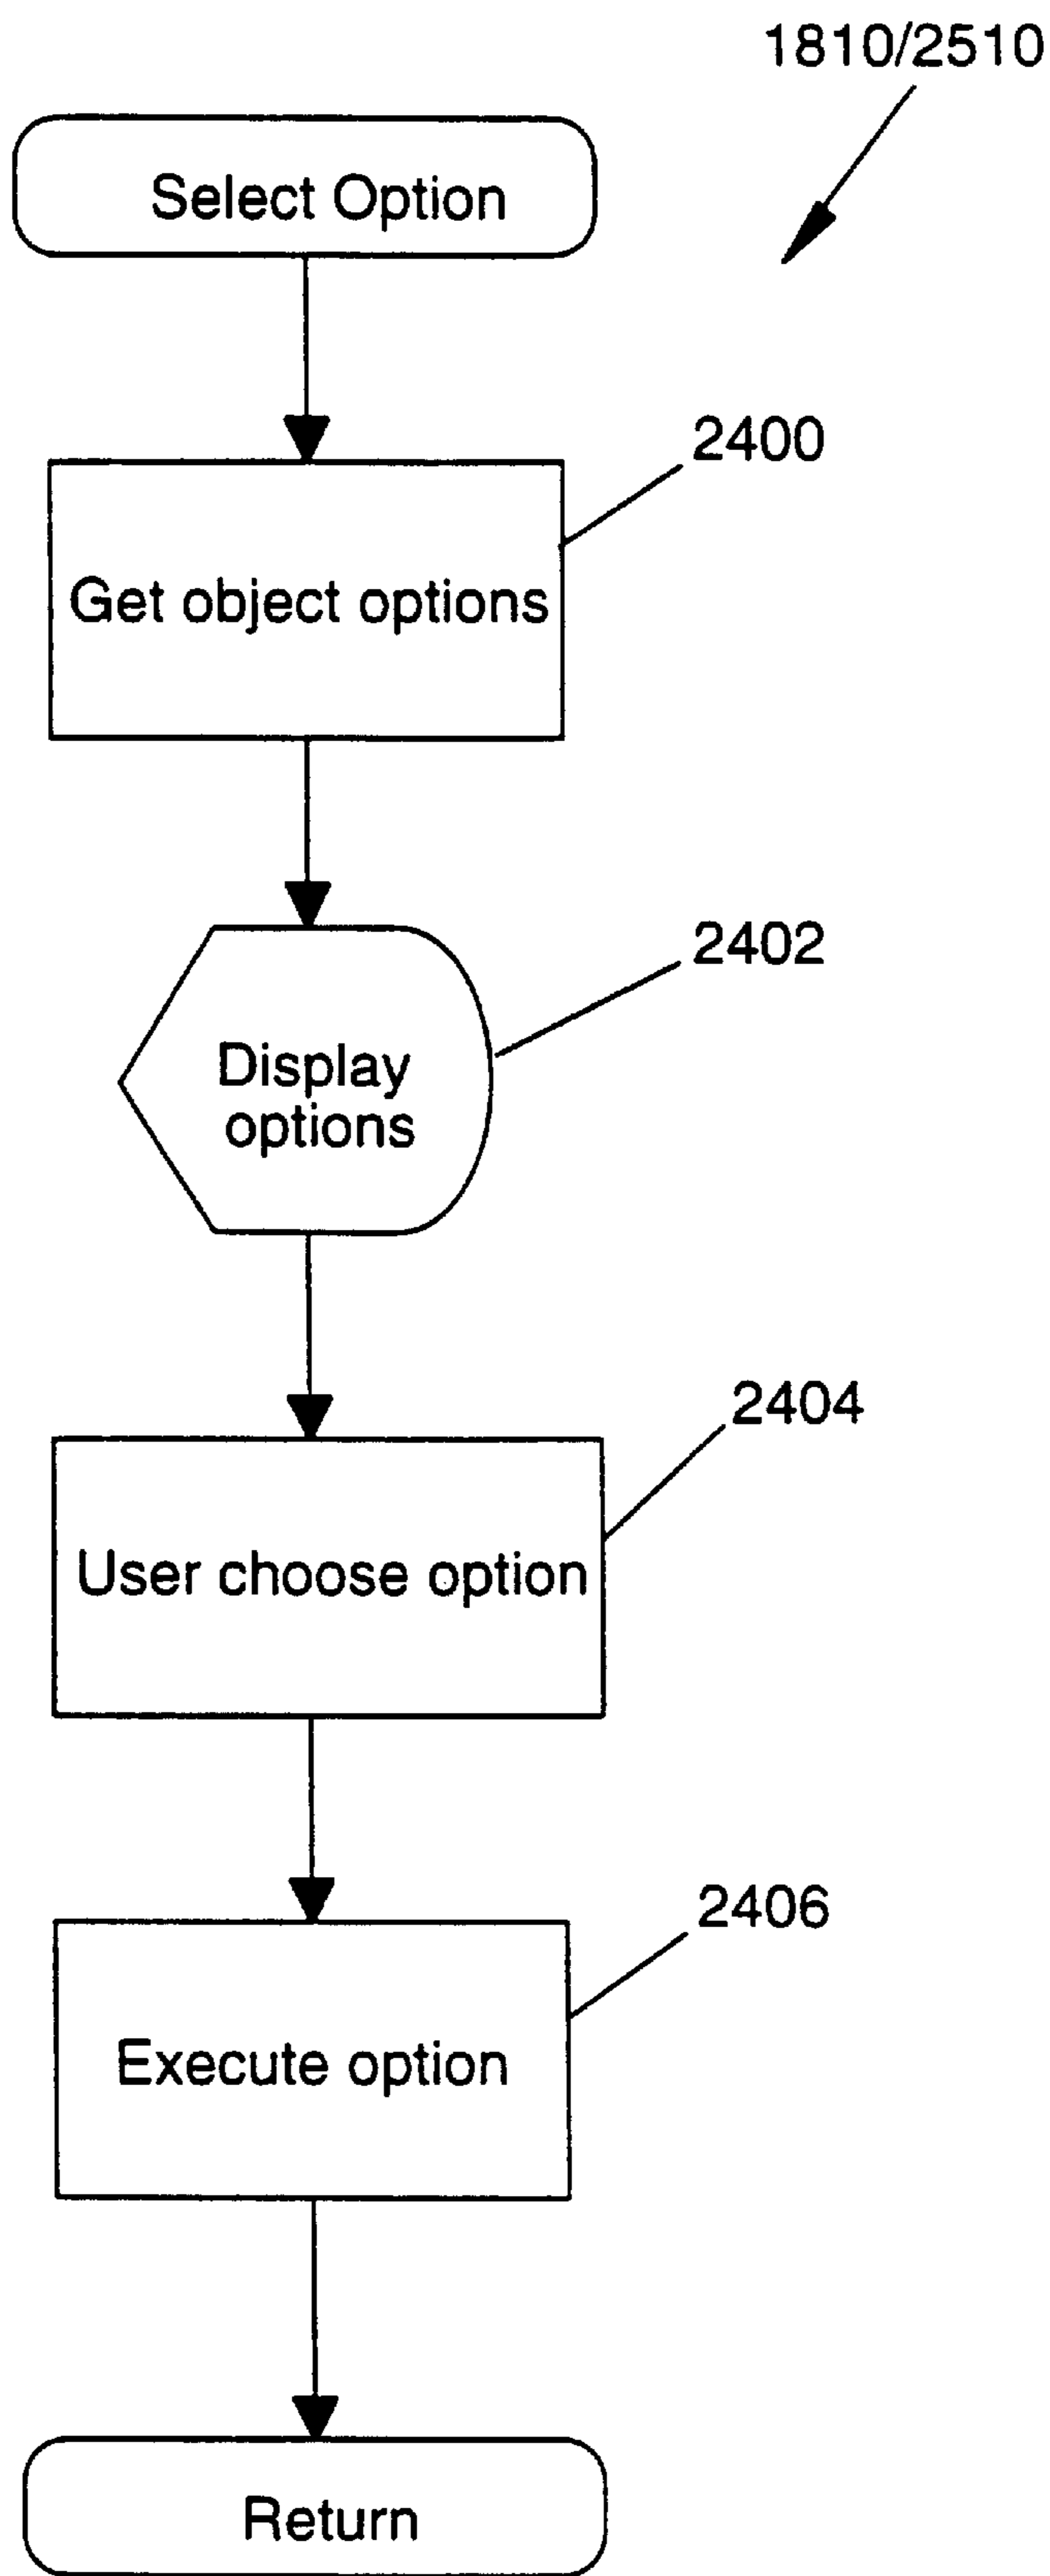 1810/2510
Select Option
2400
Get object options
2402
Display
options
2404
User choose option
2406
Execute option
Return